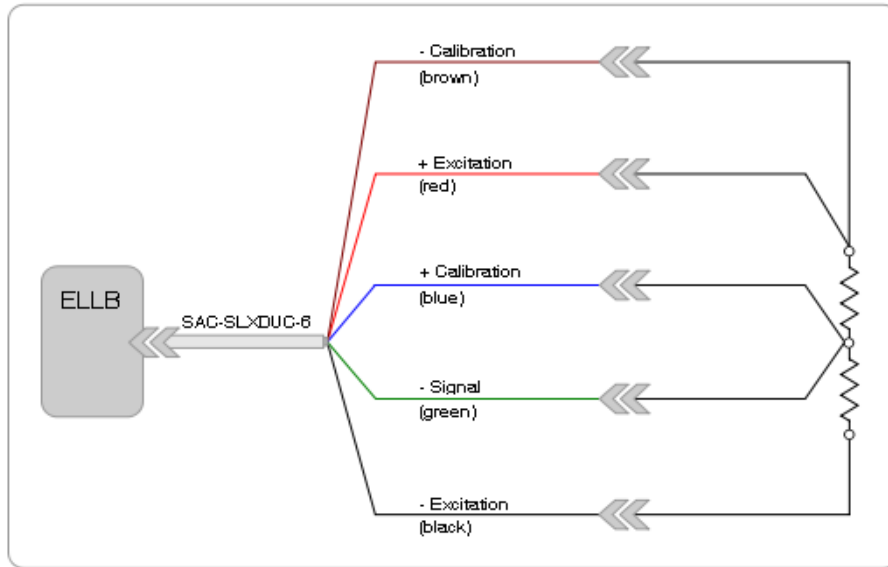 - Calibration
(brown)
+ Excitation
(red)
ELLB
SAC-SLXDUC-6
+ Calibration
(blue)
- Signal
(green)
- Excitation
(black)